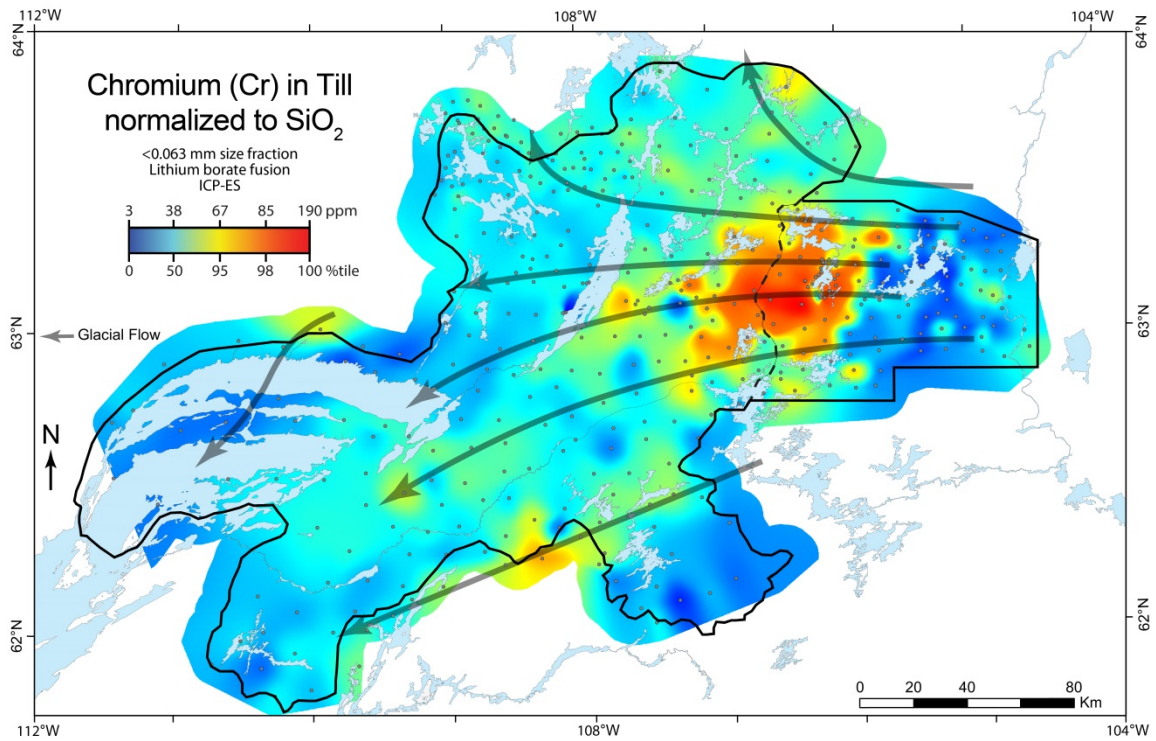 112°W
108°W
104°W
64°N
64°N
Chromium (Cr) in Till
normalized to SiO2
<0.063 mm size fraction
Lithium borate fusion
ICP-ES
3 38 67 85 190 ppm
0 50 95 98 100 %tile
63°N
63°N
Glacial Flow
N
62°N
62°N
0 20 40 60 80
Km
112°W
108°W
104°W